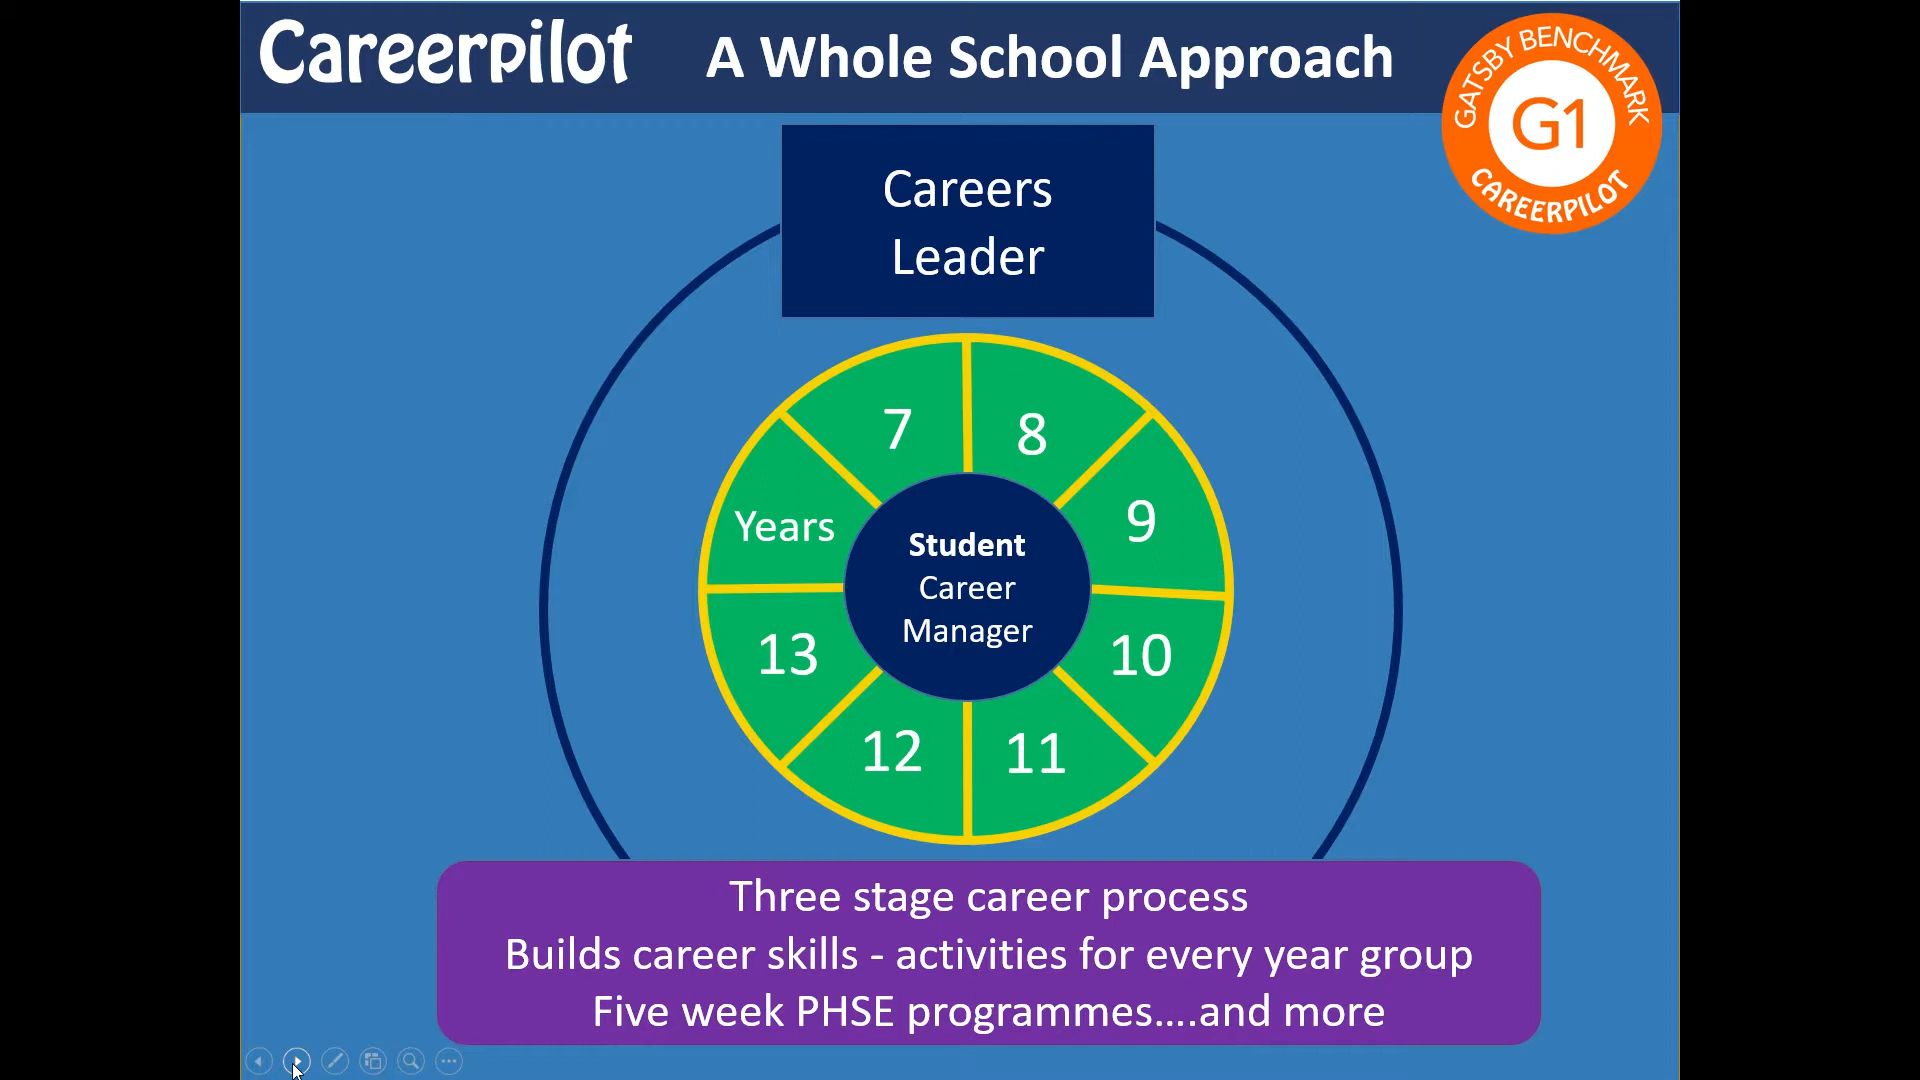 Careerpilot
A Whole School Approach
GATSBY BENCHMARK
G1
CAREERPILOT
Careers
Leader
7
8
Years
9
Student
Career
Manager
13
10
12
11
Three stage career process
Builds career skills - activities for every year group
Five week PHSE programmes....and more